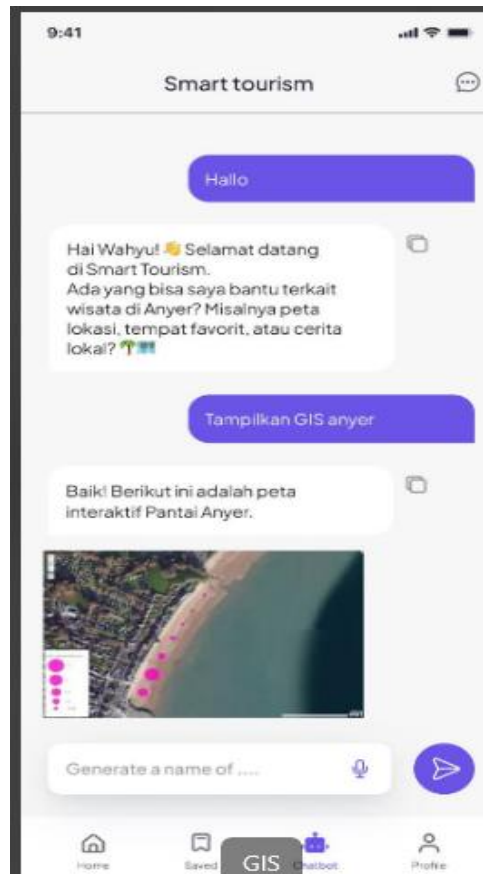 9:41
Smart tourism
Hallo
Hai Wahyu! 👋 Selamat datang
di Smart Tourism.
Ada yang bisa saya bantu terkait
wisata di Anyer? Misalnya peta
lokasi, tempat favorit, atau cerita
lokal? 🌴🗺️
Tampilkan GIS anyer
Baik! Berikut ini adalah peta
interaktif Pantai Anyer.
Generate a name of ....
Home
Saved
GIS
Chatbot
Profile